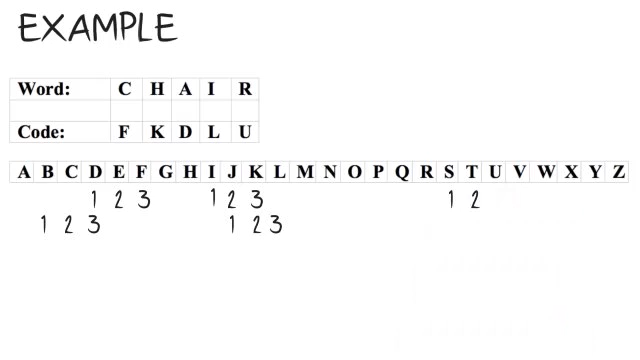 EXAMPLE
Word: C H A I R
Code: F K D L U
A B C D E F G H I J K L M N O P Q R S T U V W X Y Z
1 2 3 1 2 3 1 2
1 2 3 1 2 3